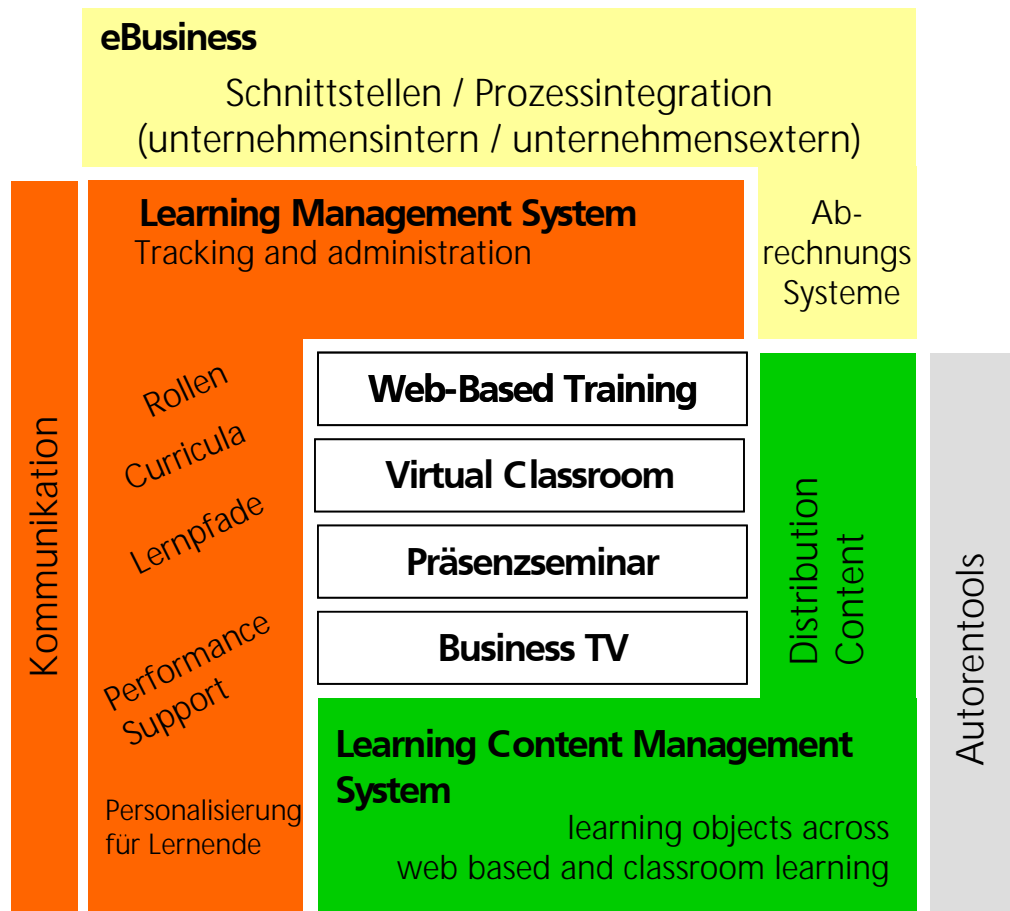 eBusiness
Schnittstellen / Prozessintegration
(unternehmensintern / unternehmensextern)
Kommunikation
Learning Management System
Tracking and administration
Ab-
rechnungs
Systeme
Rollen
Curricula
Lernpfade
Performance
Support
Personalisierung
für Lernende
Web-Based Training
Virtual Classroom
Präsenzseminar
Business TV
Distribution
Content
Learning Content Management
System
learning objects across
web based and classroom learning
Autorentools